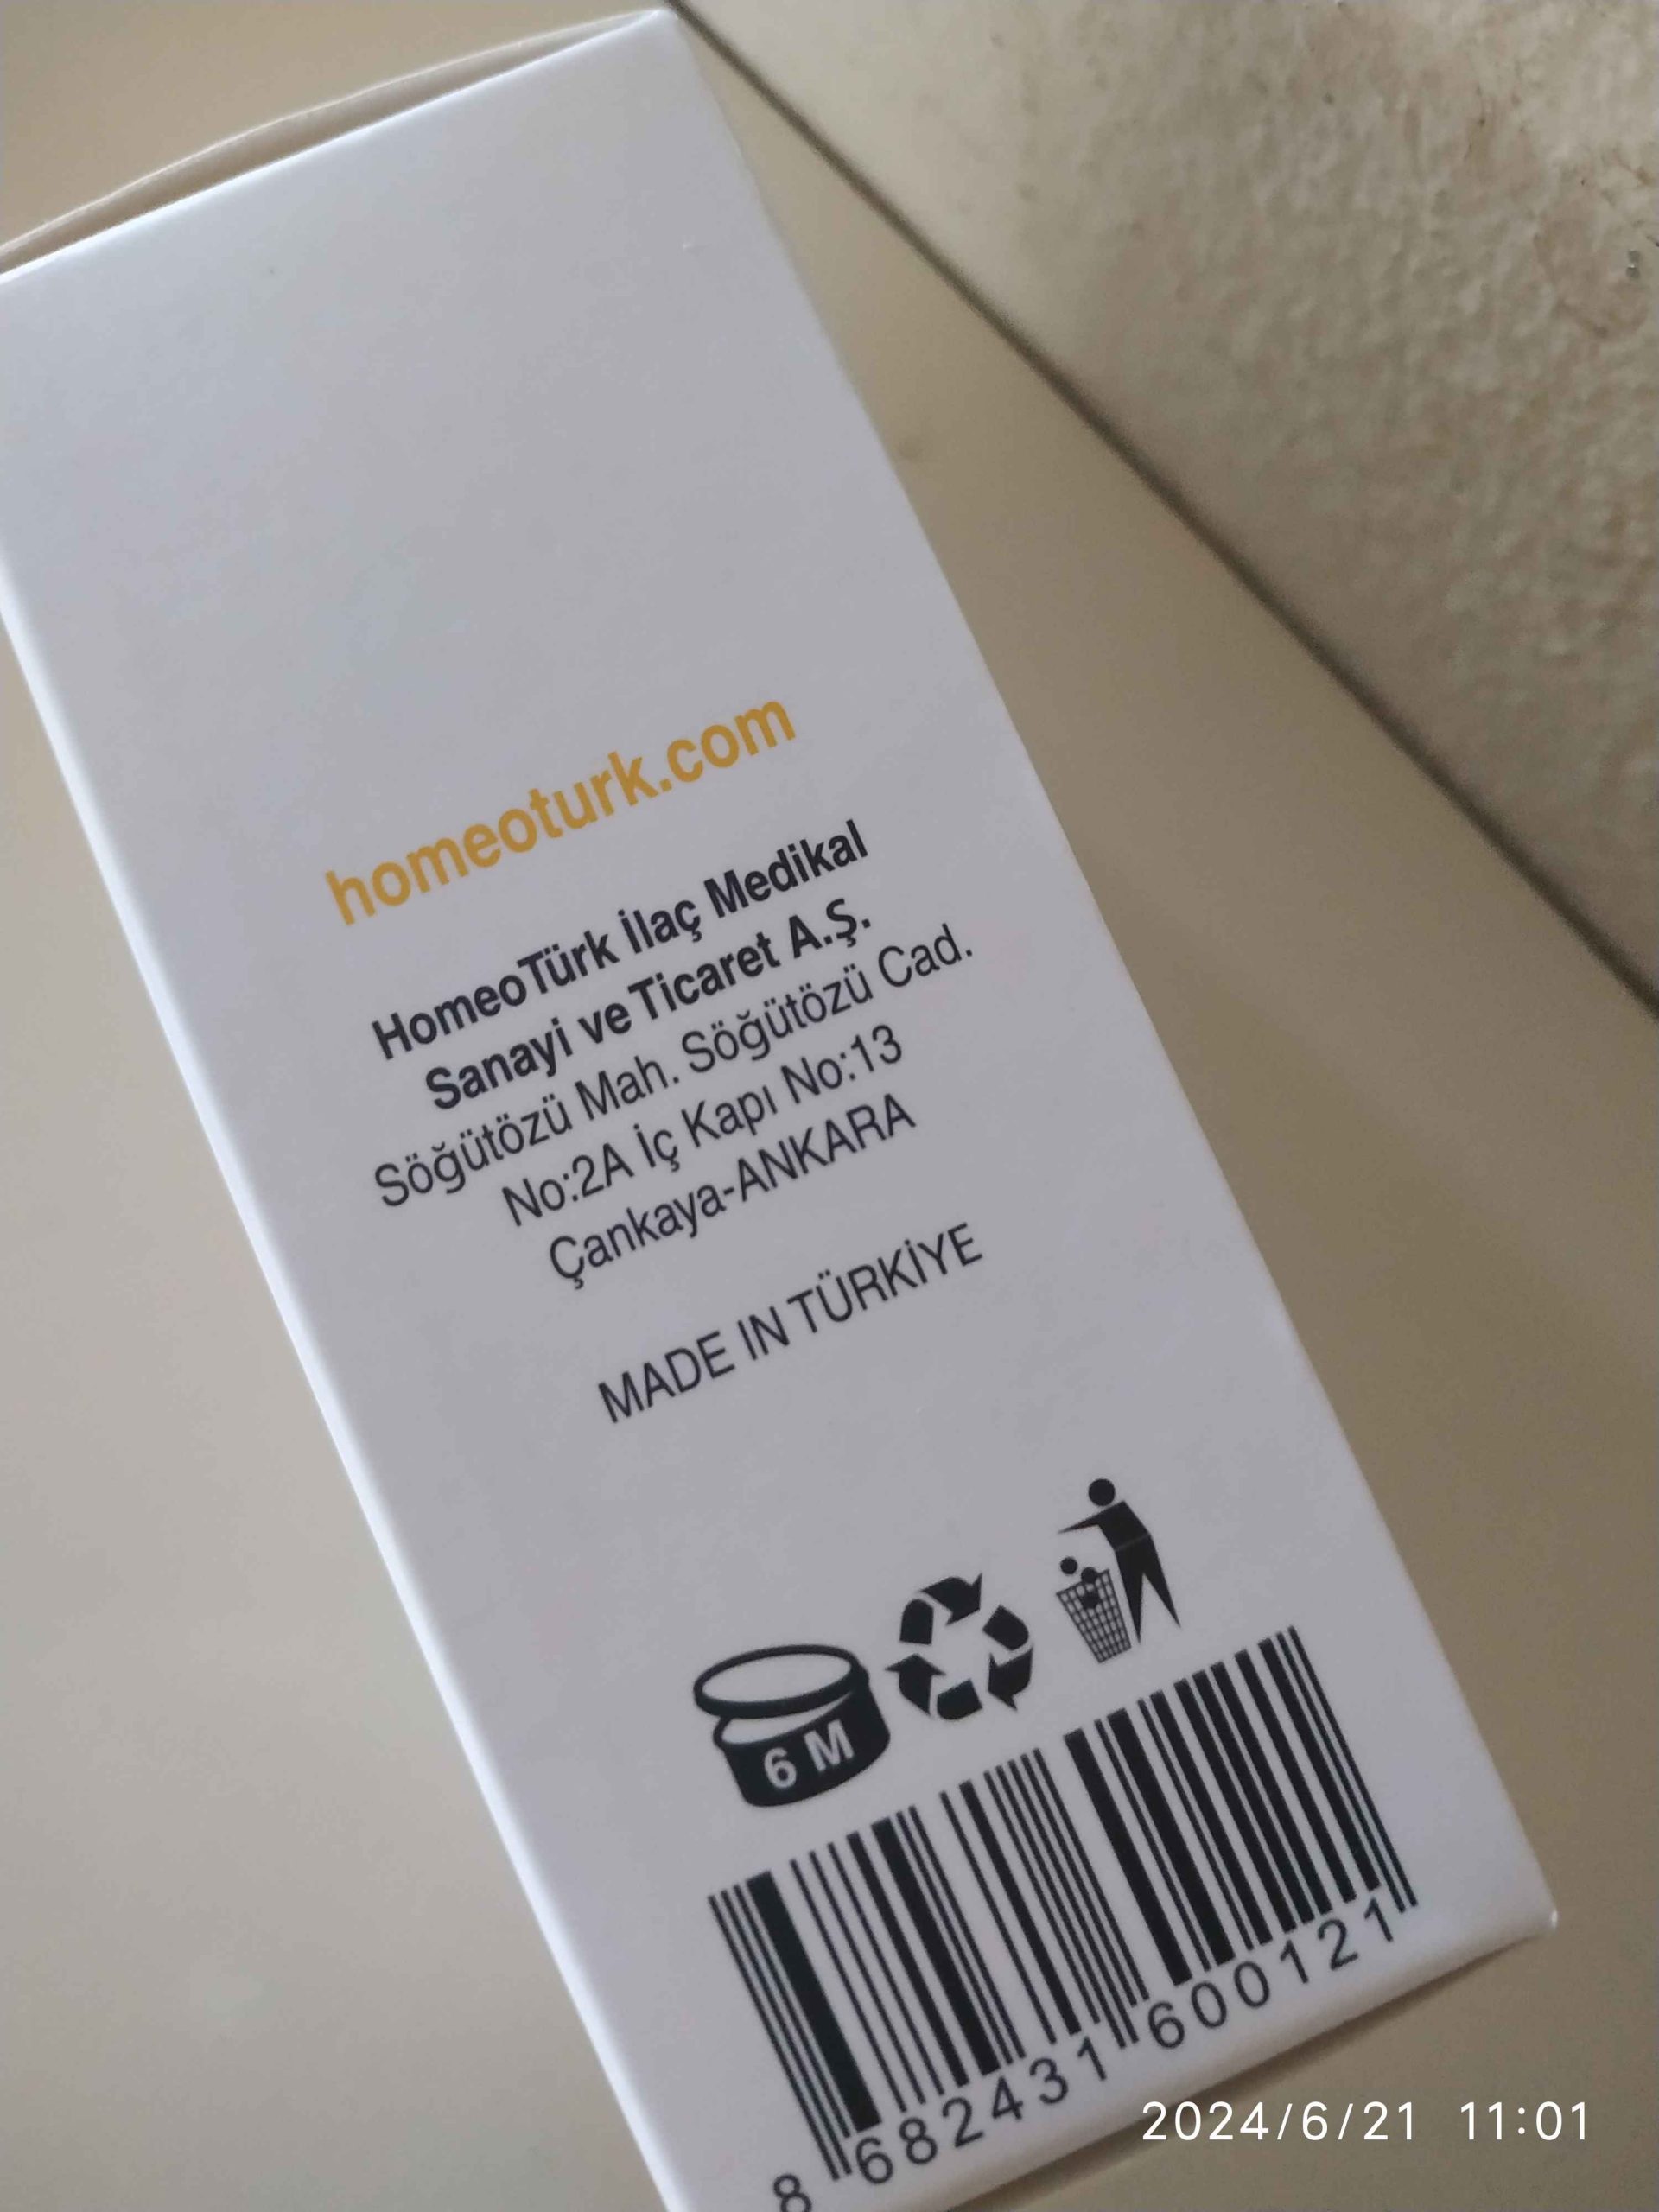 homeoturk.com
HomeoTürk İlaç Medikal
Sanayi ve Ticaret A.Ş.
Söğütözü Mah. Söğütözü Cad.
No:2A İç Kapı No:13
Çankaya-ANKARA
MADE IN TÜRKİYE
6 M
8 682431 600121
2024/6/21 11:01